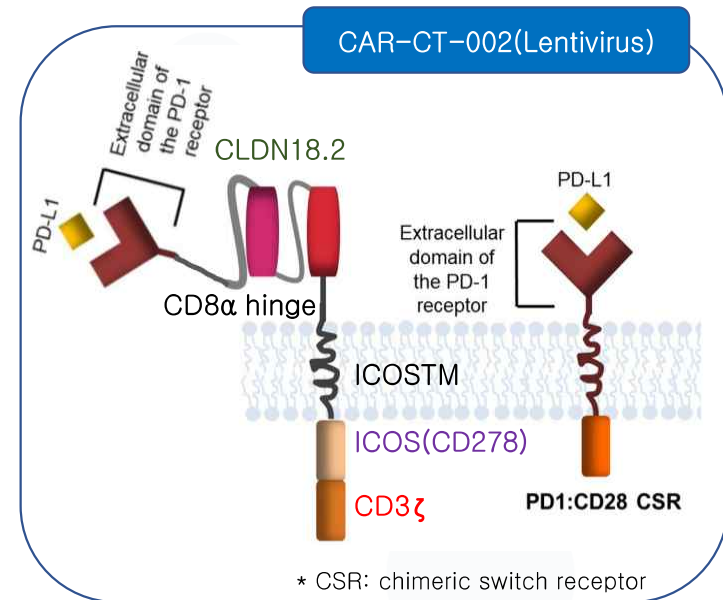 CAR-CT-002(Lentivirus)
Extracellular
domain of
the PD-1
receptor
PD-L1
CLDN18.2
CD8α hinge
ICOSTM
ICOS(CD278)
CD3ζ
PD-L1
Extracellular
domain of
the PD-1
receptor
PD1:CD28 CSR
* CSR: chimeric switch receptor